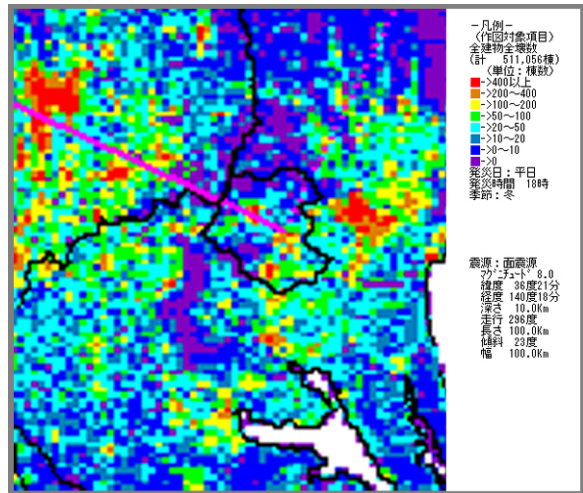 －凡例－
（作図対象項目）
全建物全壊数
(計　511,056棟)
（単位：棟数）
->400以上
->200～400
->100～200
->50～100
->20～50
->10～20
->0～10
->0
発災日：平日
発災時間　18時
季節：冬
震源：面震源
マグニチュード 8.0
緯度　36度21分
経度 140度18分
深さ　10.0Km
走行 296度
長さ 100.0Km
傾斜　23度
幅　100.0Km